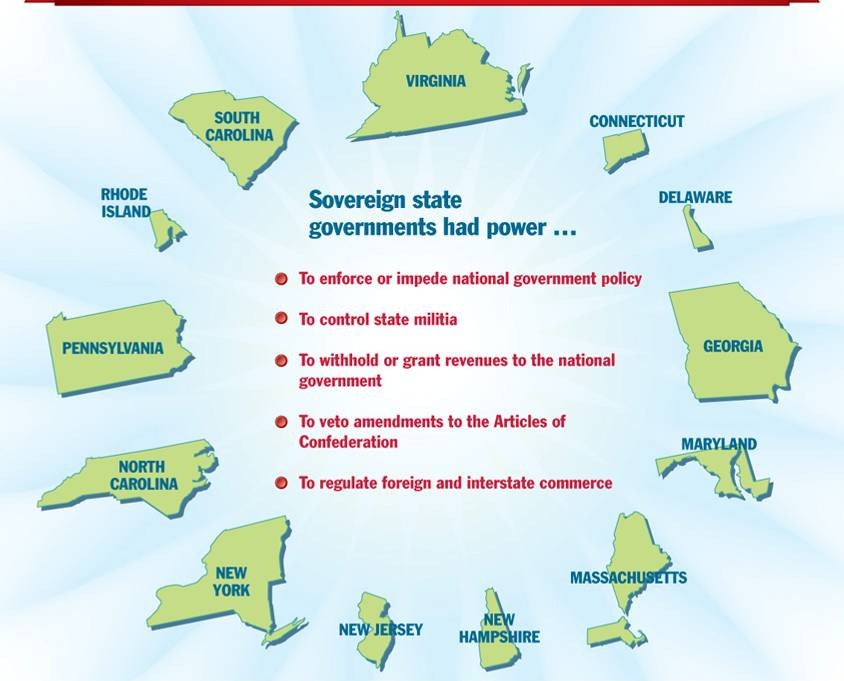 VIRGINIA
SOUTH
CAROLINA
CONNECTICUT
RHODE
ISLAND
DELAWARE
Sovereign state
governments had power …
To enforce or impede national government policy
To control state militia
To withhold or grant revenues to the national
government
To veto amendments to the Articles of
Confederation
To regulate foreign and interstate commerce
PENNSYLVANIA
GEORGIA
MARYLAND
NORTH
CAROLINA
NEW
YORK
MASSACHUSETTS
NEW JERSEY
NEW
HAMPSHIRE